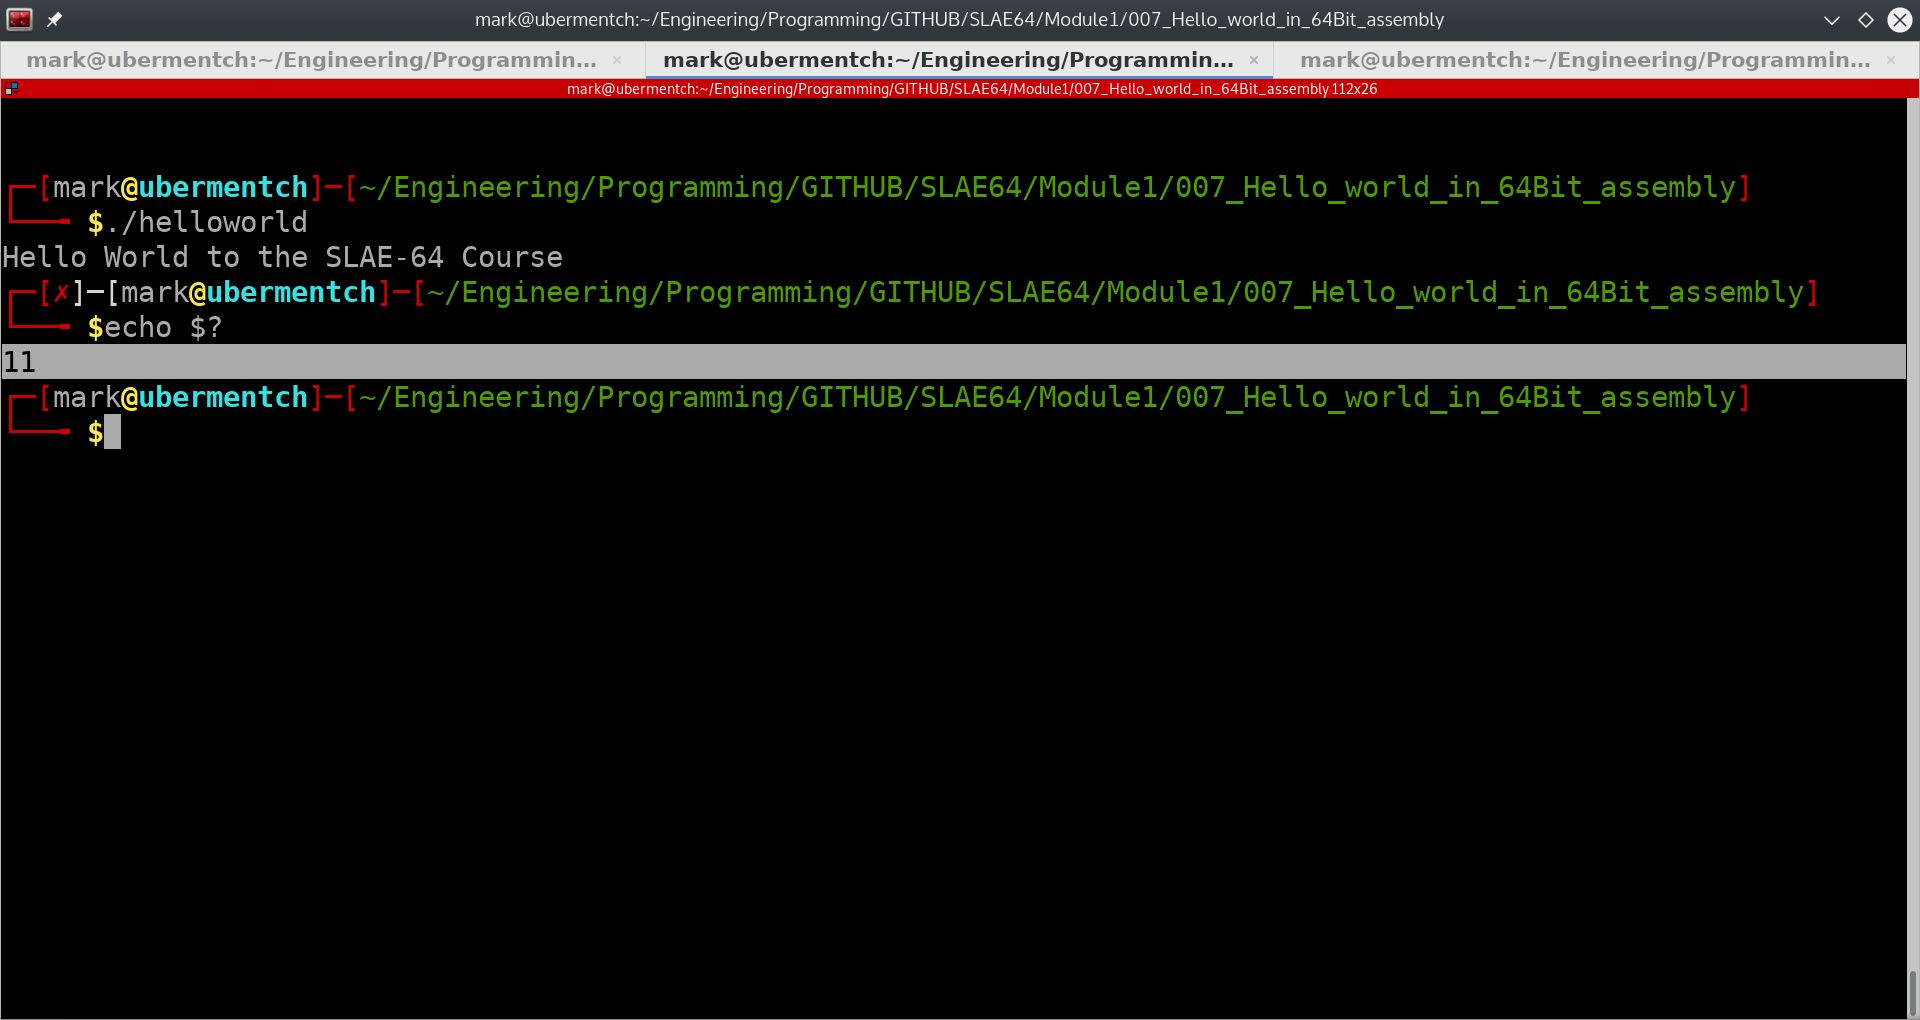 mark@ubermentch:~/Engineering/Programming/GITHUB/SLAE64/Module1/007_Hello_world_in_64Bit_assembly
mark@ubermentch:~/Engineering/Programmin... × mark@ubermentch:~/Engineering/Programmin... × mark@ubermentch:~/Engineering/Programmin... ×
mark@ubermentch:~/Engineering/Programming/GITHUB/SLAE64/Module1/007_Hello_world_in_64Bit_assembly 112x26
┌─[mark@ubermentch]─[~/Engineering/Programming/GITHUB/SLAE64/Module1/007_Hello_world_in_64Bit_assembly]
└──╼ $./helloworld
Hello World to the SLAE-64 Course
┌─[✗]─[mark@ubermentch]─[~/Engineering/Programming/GITHUB/SLAE64/Module1/007_Hello_world_in_64Bit_assembly]
└──╼ $echo $?
11
┌─[mark@ubermentch]─[~/Engineering/Programming/GITHUB/SLAE64/Module1/007_Hello_world_in_64Bit_assembly]
└──╼ $